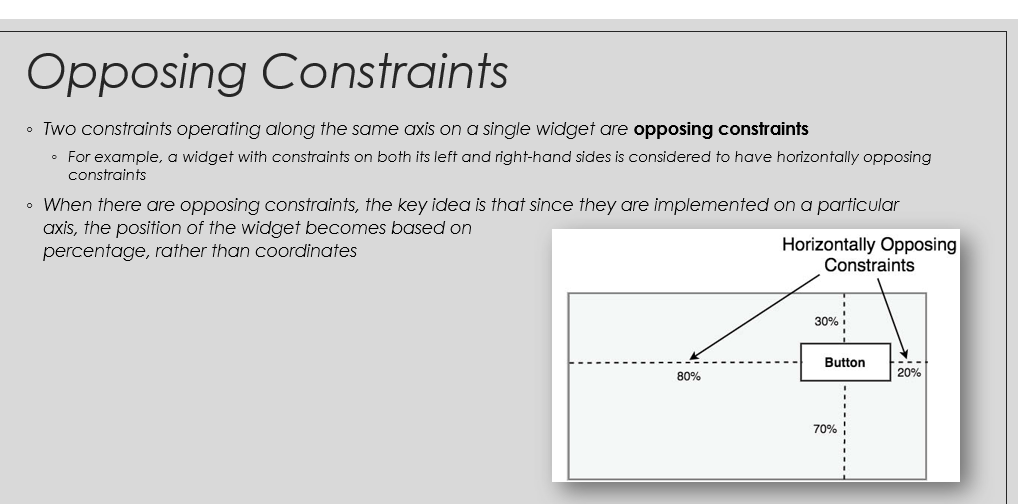 Opposing Constraints
◦ Two constraints operating along the same axis on a single widget are opposing constraints
◦ For example, a widget with constraints on both its left and right-hand sides is considered to have horizontally opposing
constraints
◦ When there are opposing constraints, the key idea is that since they are implemented on a particular
axis, the position of the widget becomes based on
percentage, rather than coordinates
Horizontally Opposing
Constraints
30%
Button
80%
20%
70%